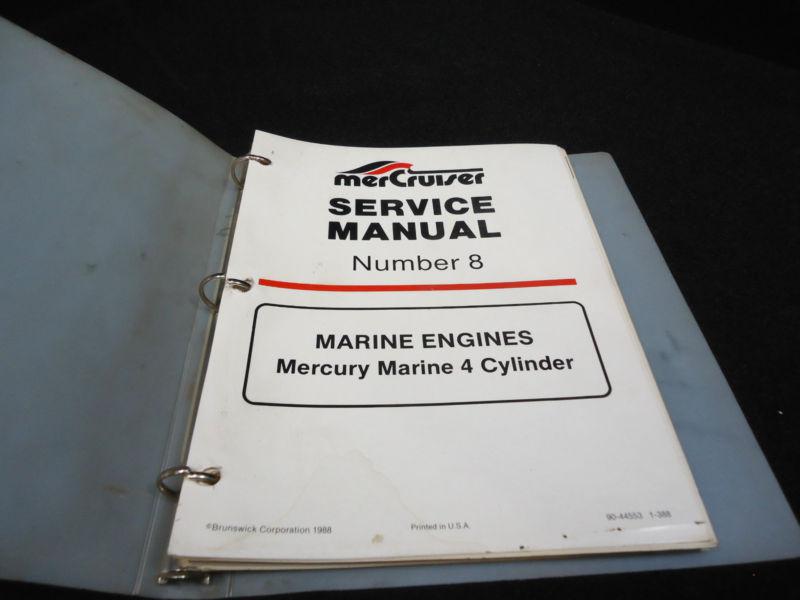 merCruiser
SERVICE
MANUAL
Number 8
MARINE ENGINES
Mercury Marine 4 Cylinder
©Brunswick Corporation 1988
Printed in U.S.A.
90-44553 1-388